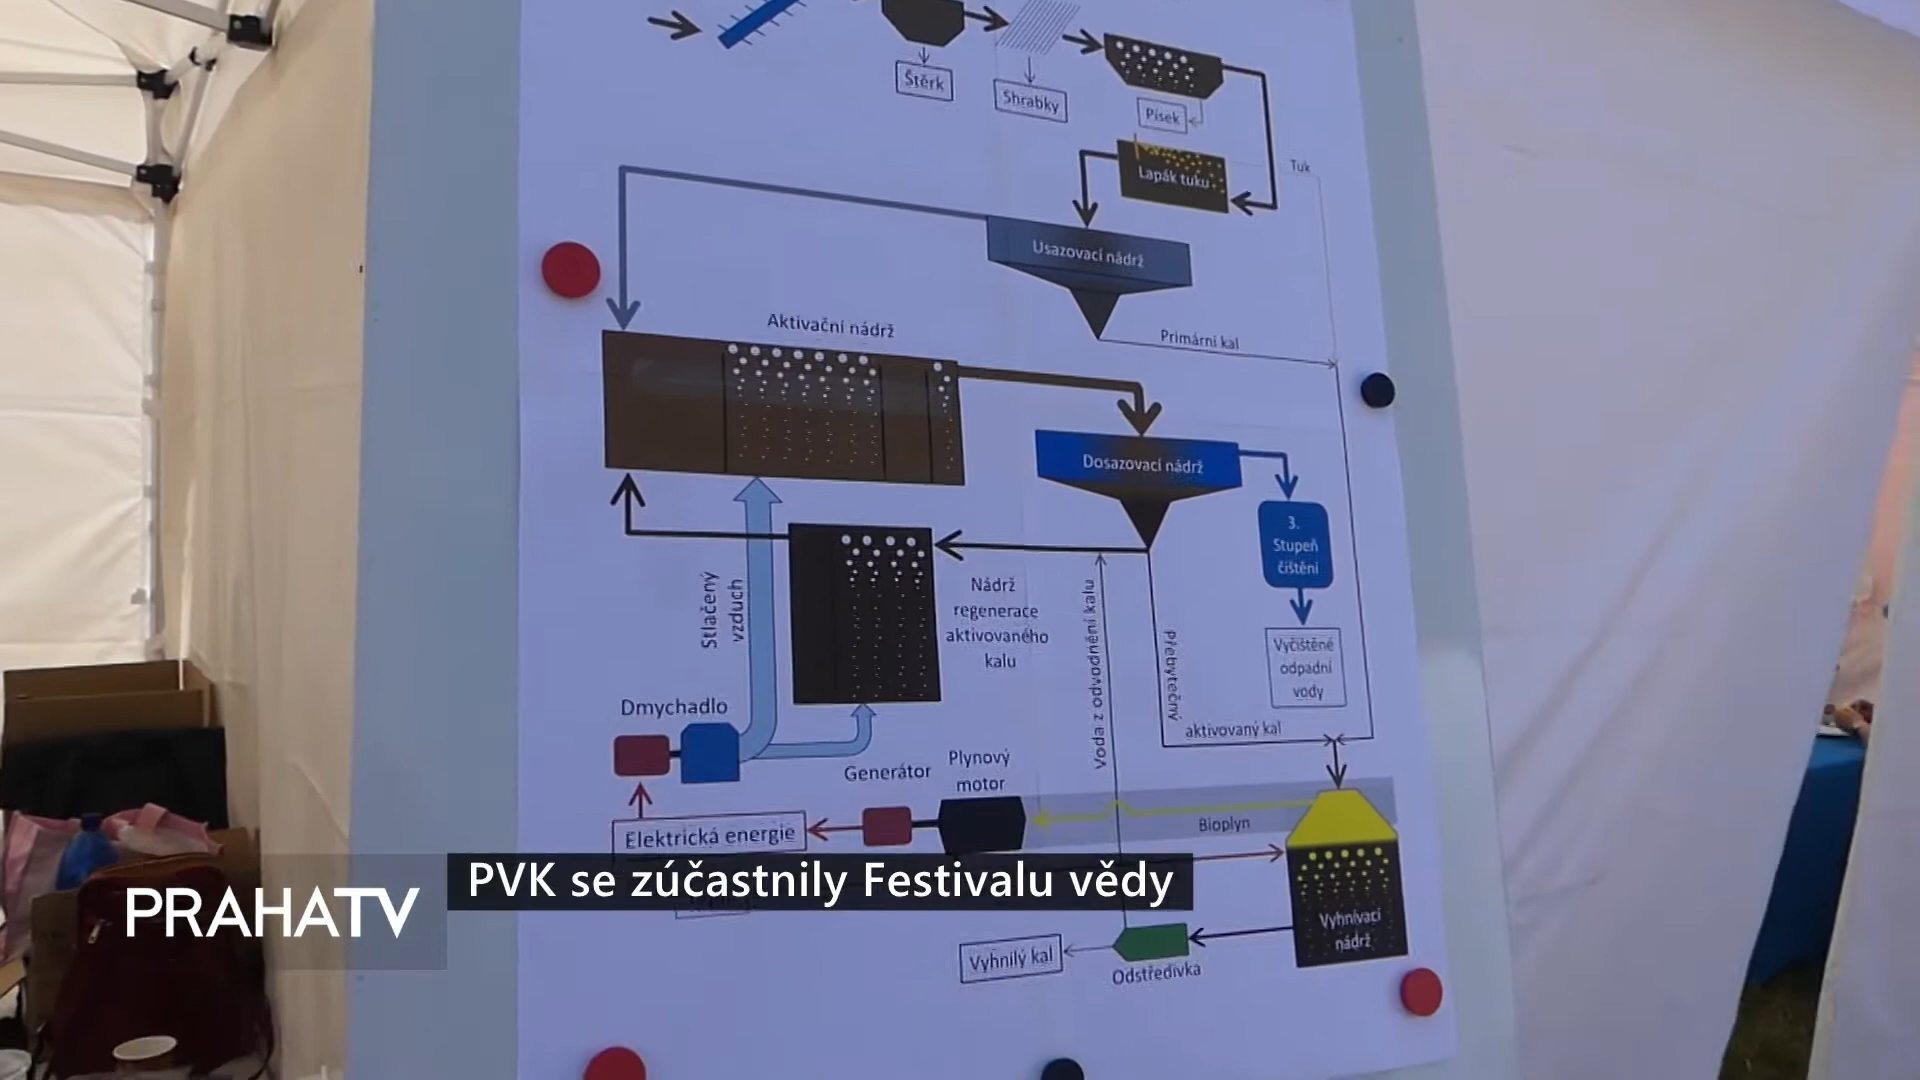 Štěrk
Shrabky
Písek
Tuk
Lapák tuku
Usazovací nádrž
Primární kal
Aktivační nádrž
Dosazovací nádrž
3.
Stupeň
čištění
Vyčištěné
odpadní
vody
Nádrž
regenerace
aktivovaného
kalu
Stlačený
vzduch
Voda z odvodnění kalu
Přebytečný
aktivovaný kal
Dmychadlo
Generátor
Plynový
motor
Bioplyn
Elektrická energie
PVK se zúčastnily Festivalu vědy
PRAHATV
Vyhnívací
nádrž
Vyhnilý kal
Odstředivka